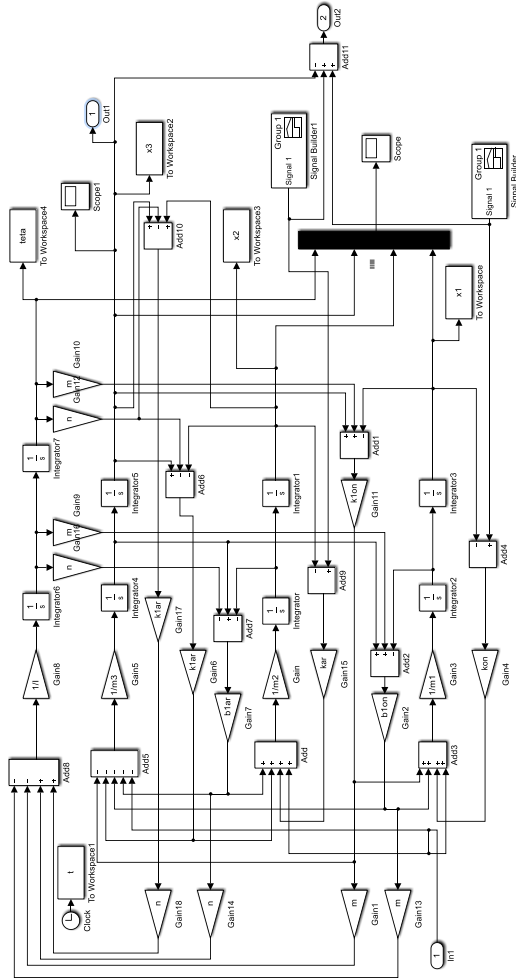 2
Out2
Add11
1
Out1
x3
To Workspace2
Group 1
Signal 1
Signal Builder1
Scope
Group 1
Signal 1
Signal Builder
teta
To Workspace4
Scope1
Add10
x2
To Workspace3
x1
To Workspace
m
Gain10
n
Gain12
1
s
Integrator7
Add1
Add6
1
s
Integrator5
1
s
Integrator1
k1on
Gain11
1
s
Integrator3
m
Gain9
n
Gain16
Add4
Add9
1
s
Integrator6
1
s
Integrator4
k1ar
Gain17
Add7
1
s
Integrator
1
s
Integrator2
1/l
Gain8
1/m3
Gain5
k1ar
Gain6
b1ar
Gain7
1/m2
Gain
kar
Gain15
Add2
b1on
Gain2
1/m1
Gain3
kon
Gain4
Add8
Add5
Add
Add3
t
To Workspace1
Clock
n
Gain18
n
Gain14
m
Gain1
m
Gain13
1
In1